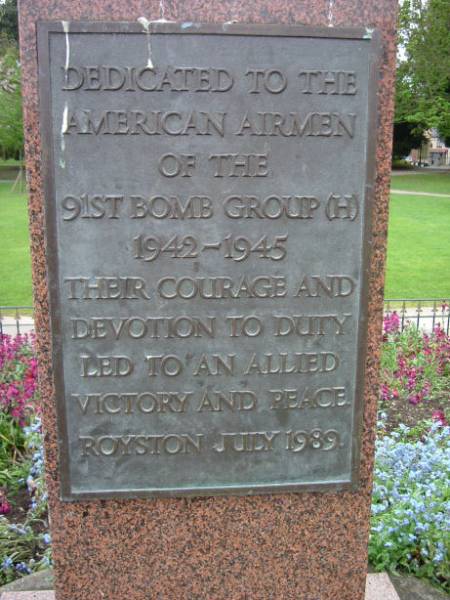 DEDICATED TO THE
AMERICAN AIRMEN
OF THE
91ST BOMB GROUP (H)
1942-1945
THEIR COURAGE AND
DEVOTION TO DUTY
LED TO AN ALLIED
VICTORY AND PEACE.
ROYSTON JULY 1989.